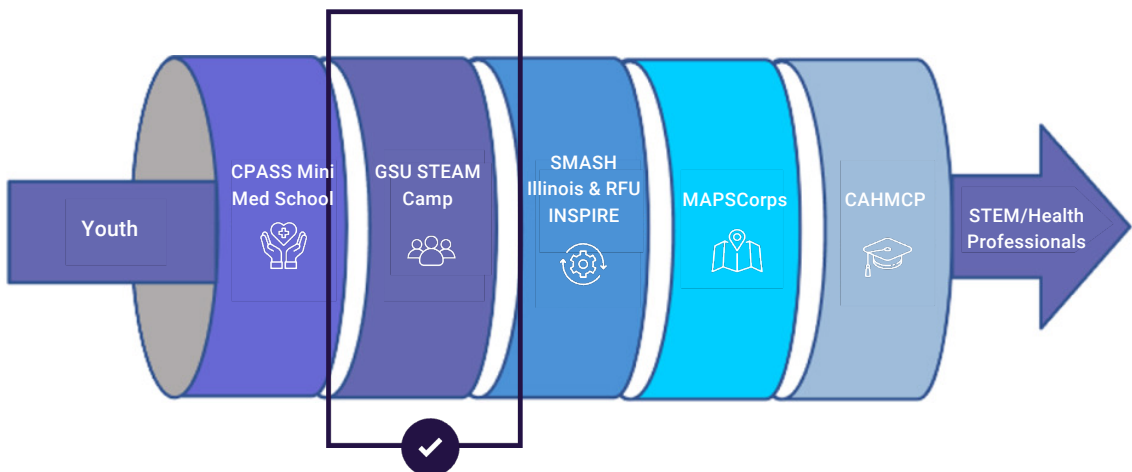 Youth
CPASS Mini
Med School
GSU STEAM
Camp
SMASH
Illinois & RFU
INSPIRE
MAPSCorps
CAHMCP
STEM/Health
Professionals